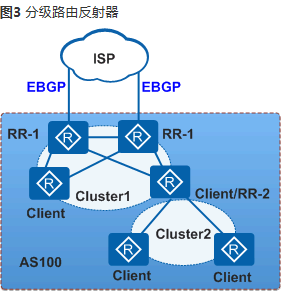 图3 分级路由反射器
ISP
EBGP
EBGP
RR-1
R
R
RR-1
R
Cluster1
R
Client
Client/RR-2
Cluster2
AS100
R
R
Client
Client